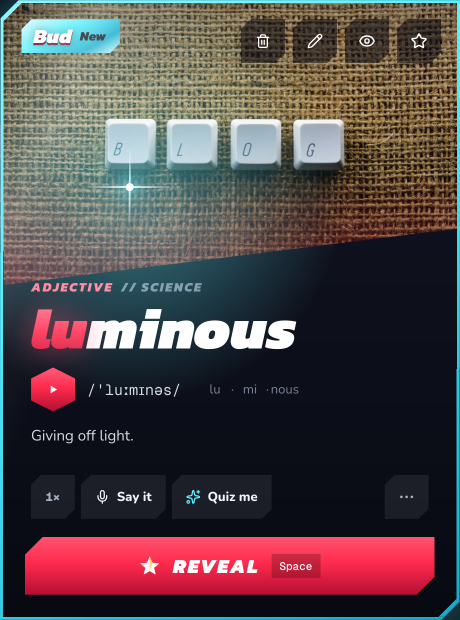 Bud New
B L O G
ADJECTIVE // SCIENCE
luminous
/ˈluːmɪnəs/ lu · mi · nous
Giving off light.
1× Say it Quiz me ...
REVEAL Space